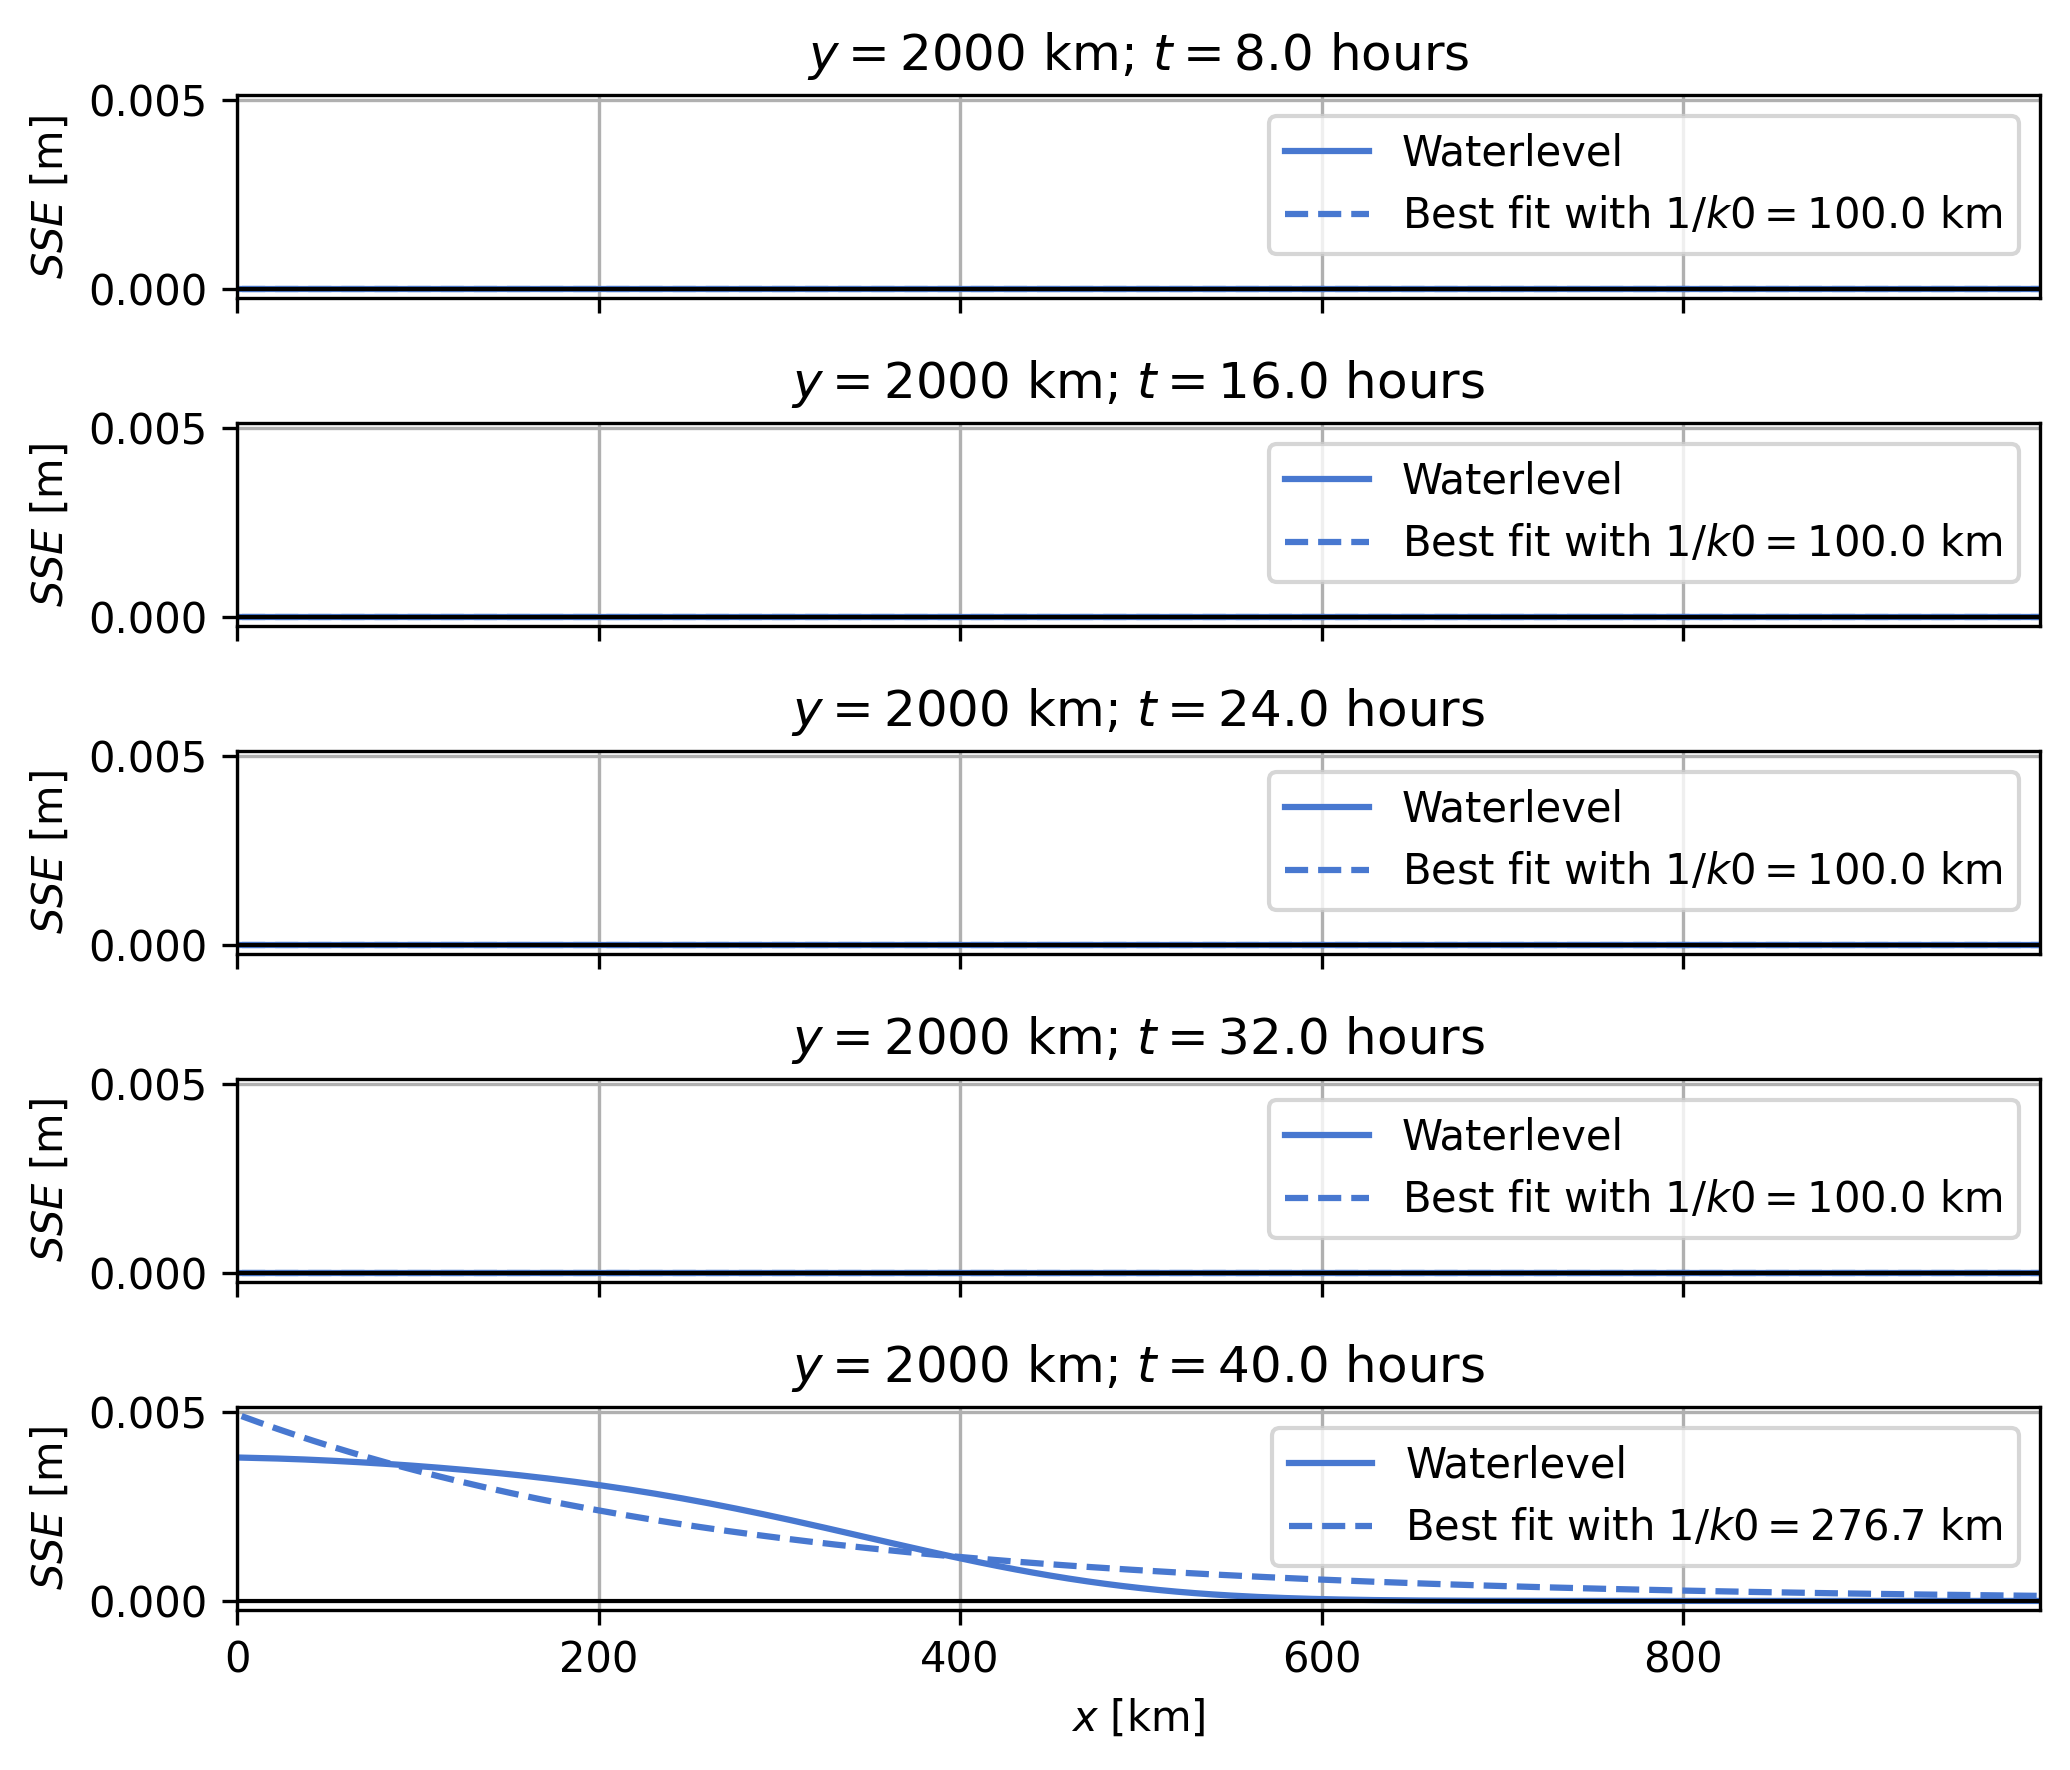 y = 2000 km; t = 8.0 hours
SSE [m]
0.005
0.000
Waterlevel
Best fit with 1/k0 = 100.0 km
y = 2000 km; t = 16.0 hours
SSE [m]
0.005
0.000
Waterlevel
Best fit with 1/k0 = 100.0 km
y = 2000 km; t = 24.0 hours
SSE [m]
0.005
0.000
Waterlevel
Best fit with 1/k0 = 100.0 km
y = 2000 km; t = 32.0 hours
SSE [m]
0.005
0.000
Waterlevel
Best fit with 1/k0 = 100.0 km
y = 2000 km; t = 40.0 hours
SSE [m]
0.005
0.000
Waterlevel
Best fit with 1/k0 = 276.7 km
0 200 400 600 800
x [km]